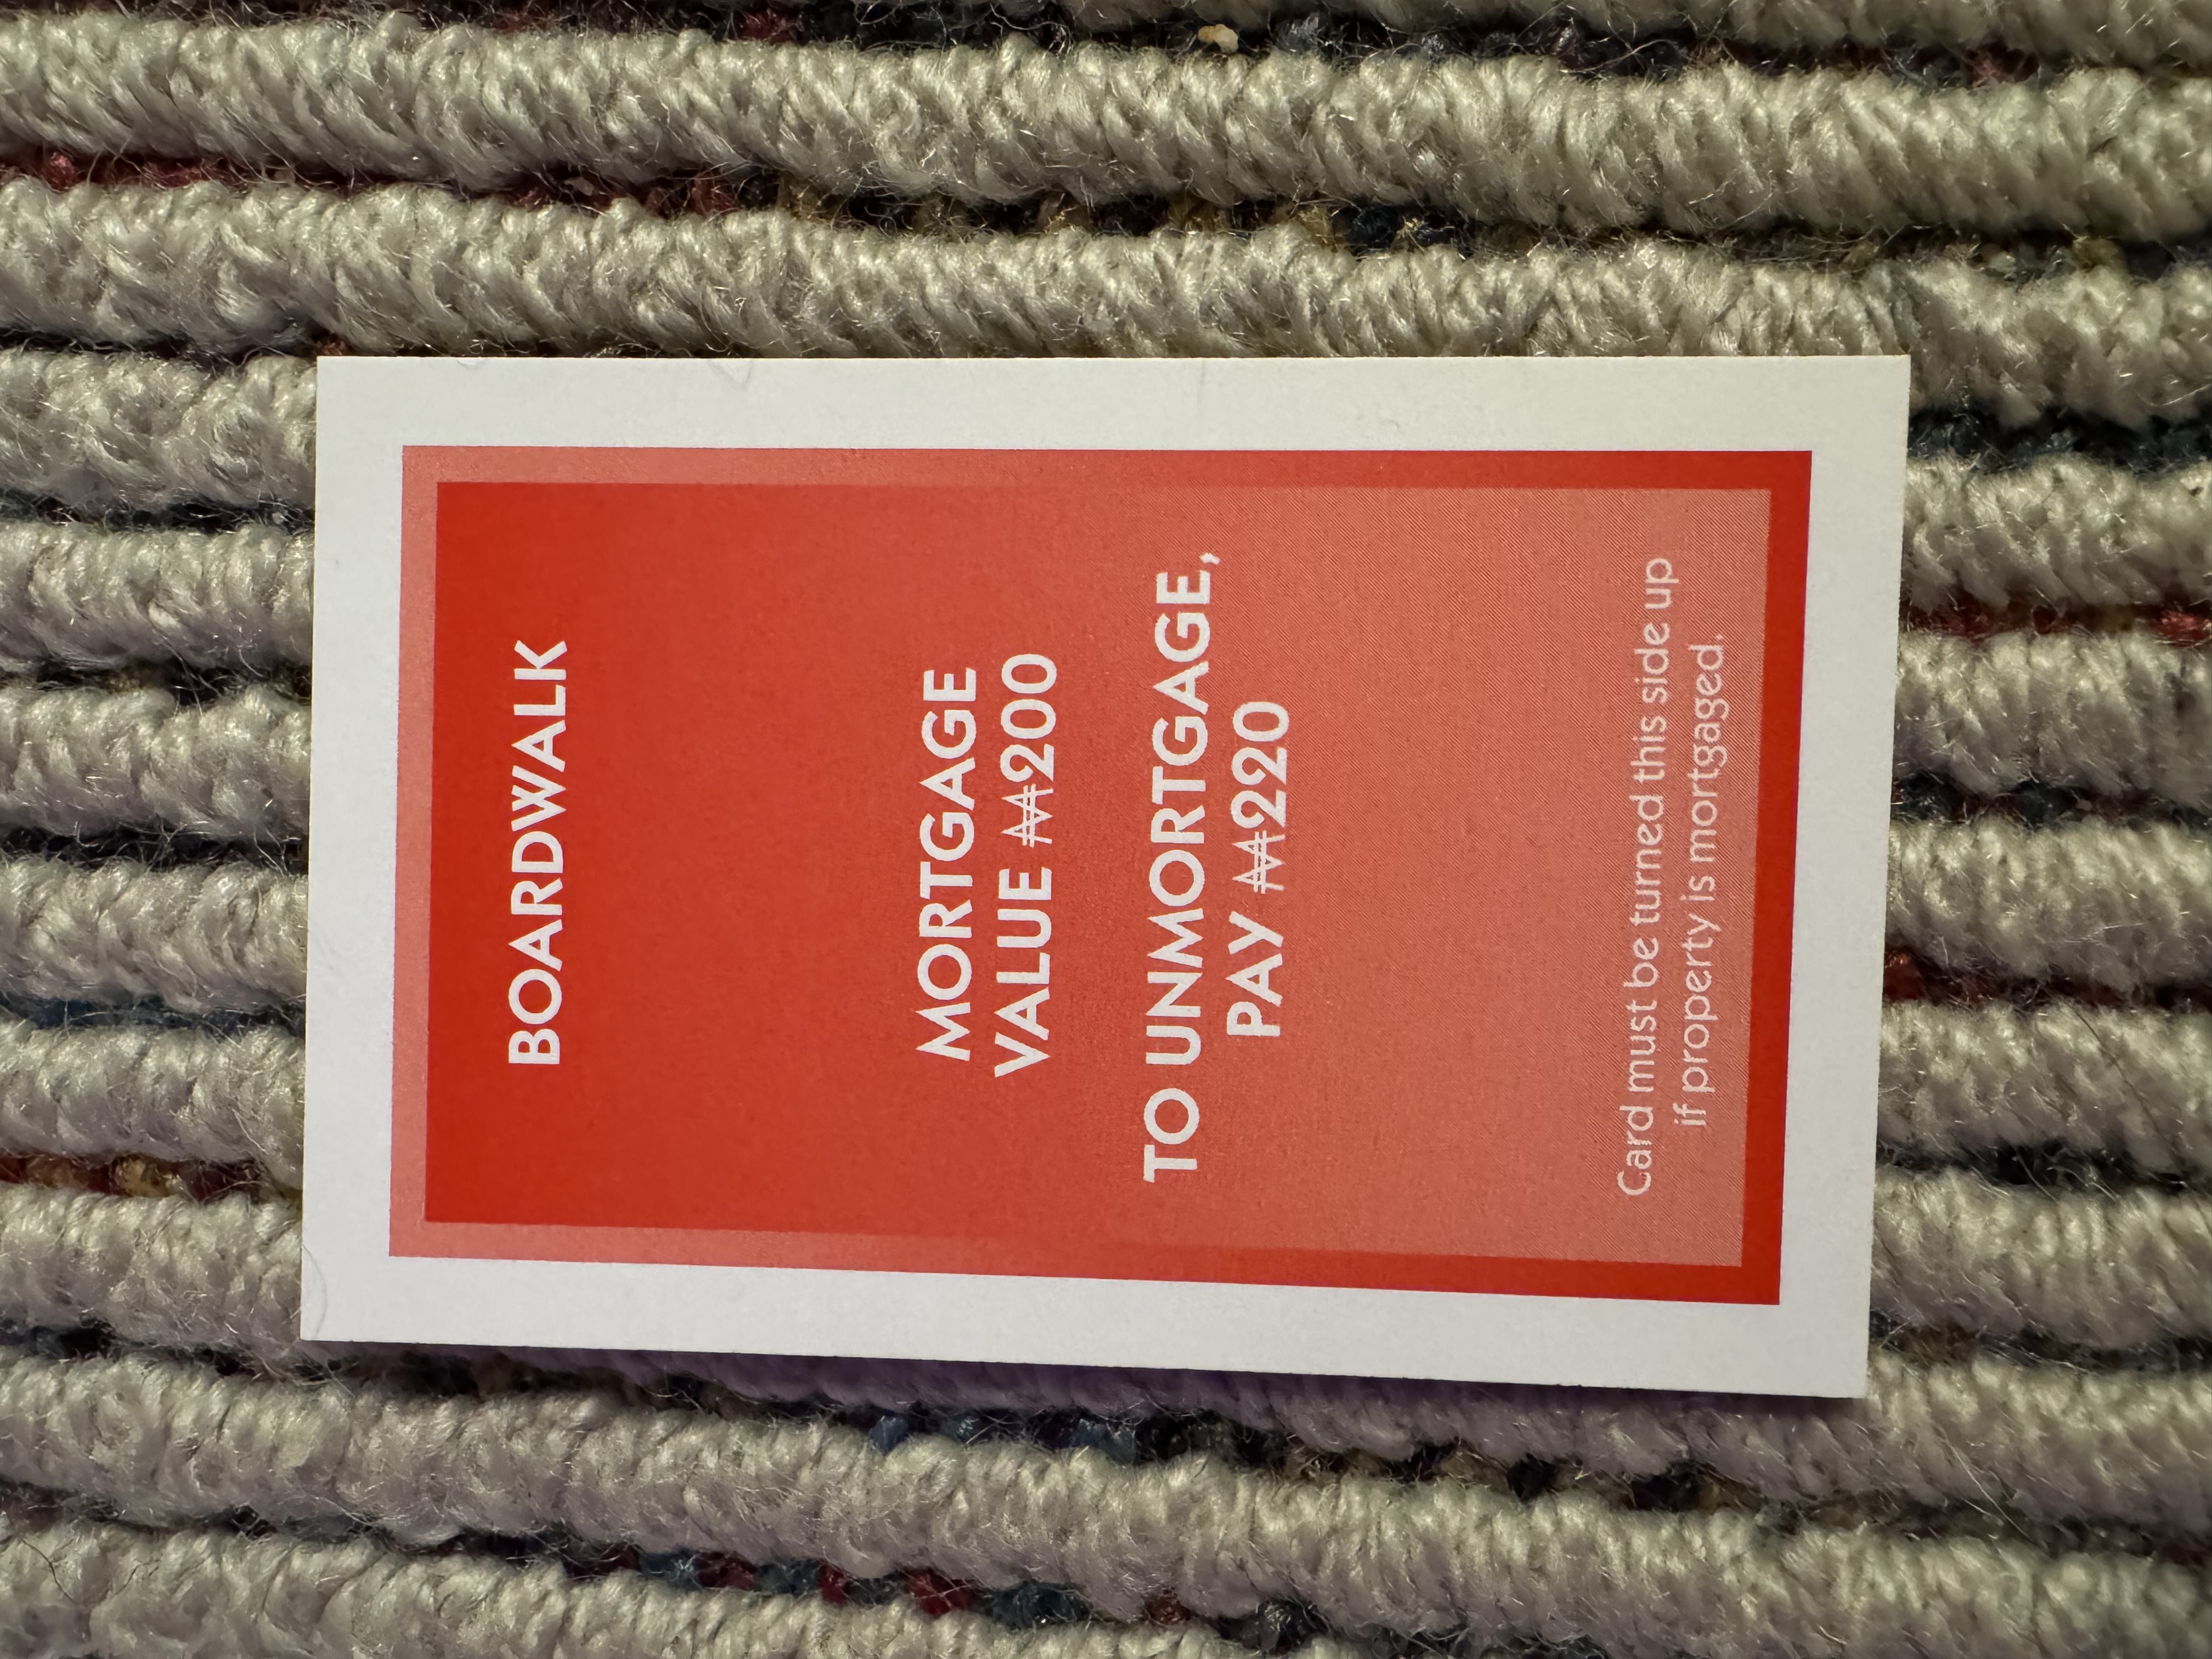 BOARDWALK
MORTGAGE
VALUE ₩200
TO UNMORTGAGE,
PAY ₩220
Card must be turned this side up
if property is mortgaged.